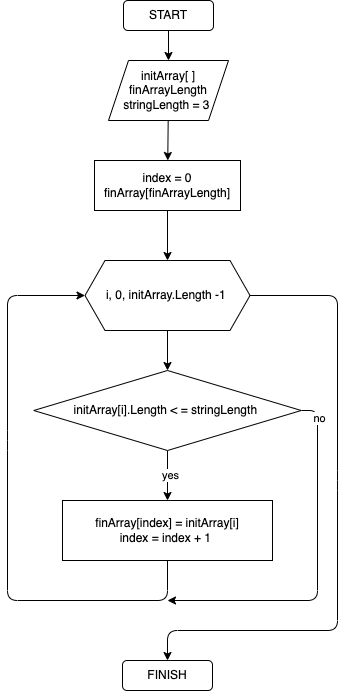 START
initArray[ ]
finArrayLength
stringLength = 3
index = 0
finArray[finArrayLength]
i, 0, initArray.Length -1
initArray[i].Length < = stringLength
no
yes
finArray[index] = initArray[i]
index = index + 1
FINISH